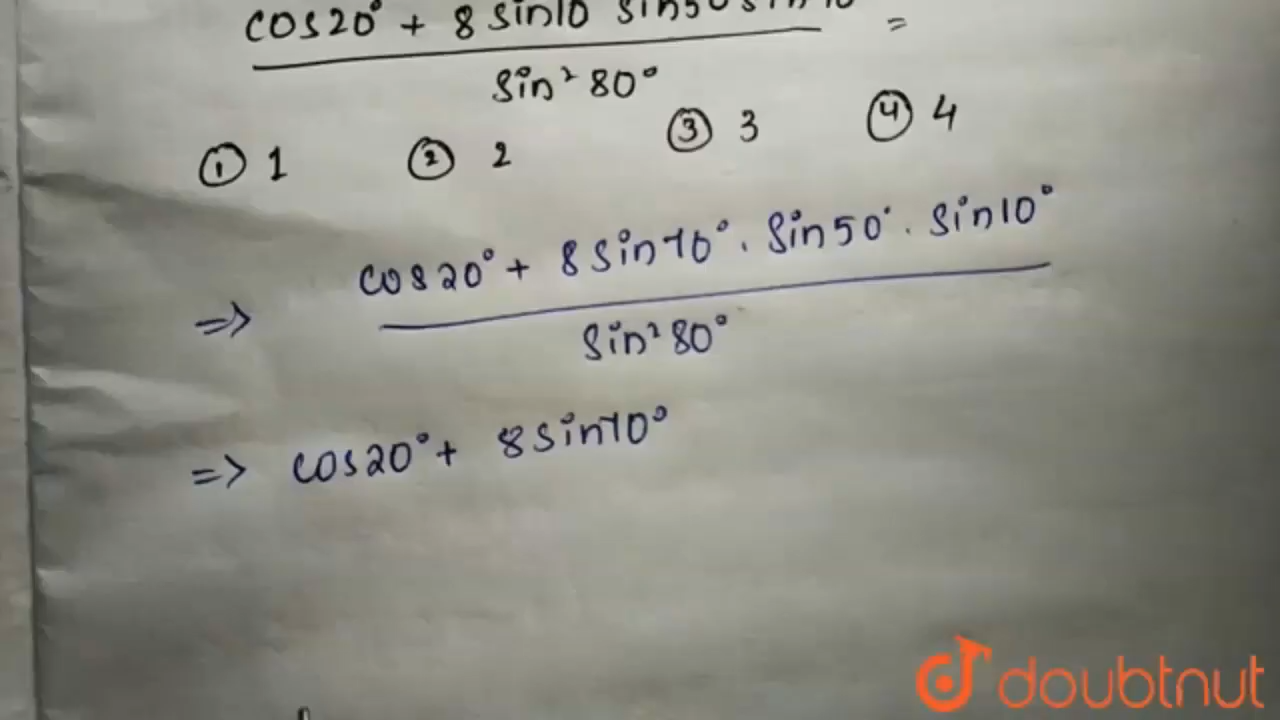 cos20° + 8 sin10 sin50
=
sin² 80°
① 1 ② 2 ③ 3 ④ 4
=> cos20° + 8 sin70° . sin50° . sin10°
sin² 80°
=> cos20° + 8 sin70°
doubtnut